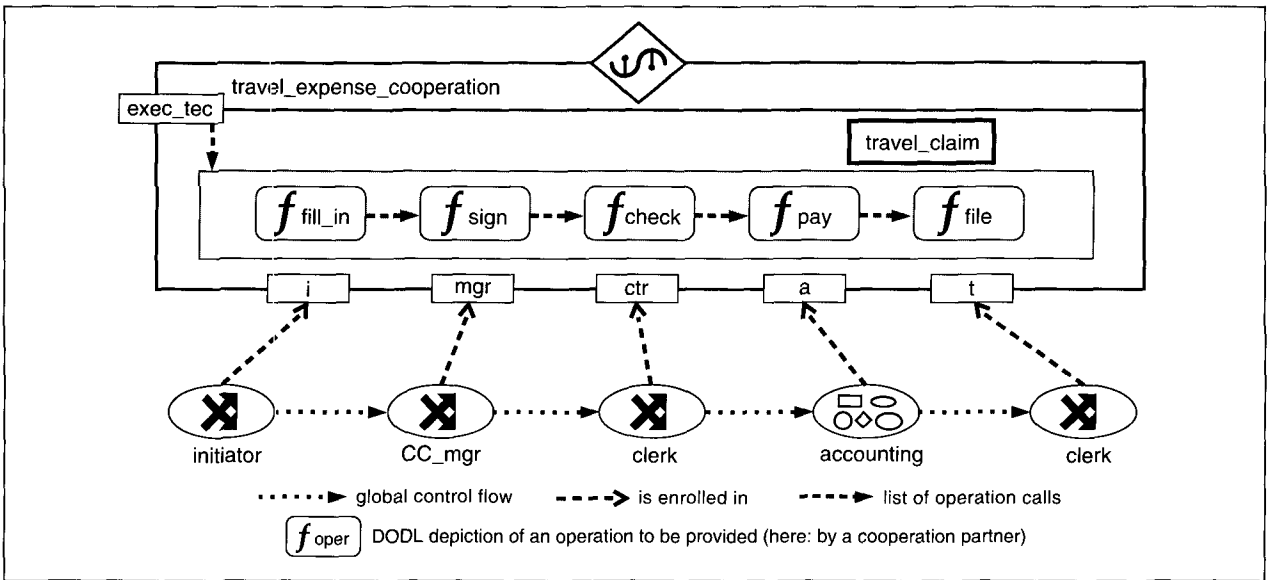 travel_expense_cooperation
exec_tec
travel_claim
f fill_in
f sign
f check
f pay
f file
i
mgr
ctr
a
t
initiator
CC_mgr
clerk
accounting
clerk
global control flow
is enrolled in
list of operation calls
f oper
DODL depiction of an operation to be provided (here: by a cooperation partner)